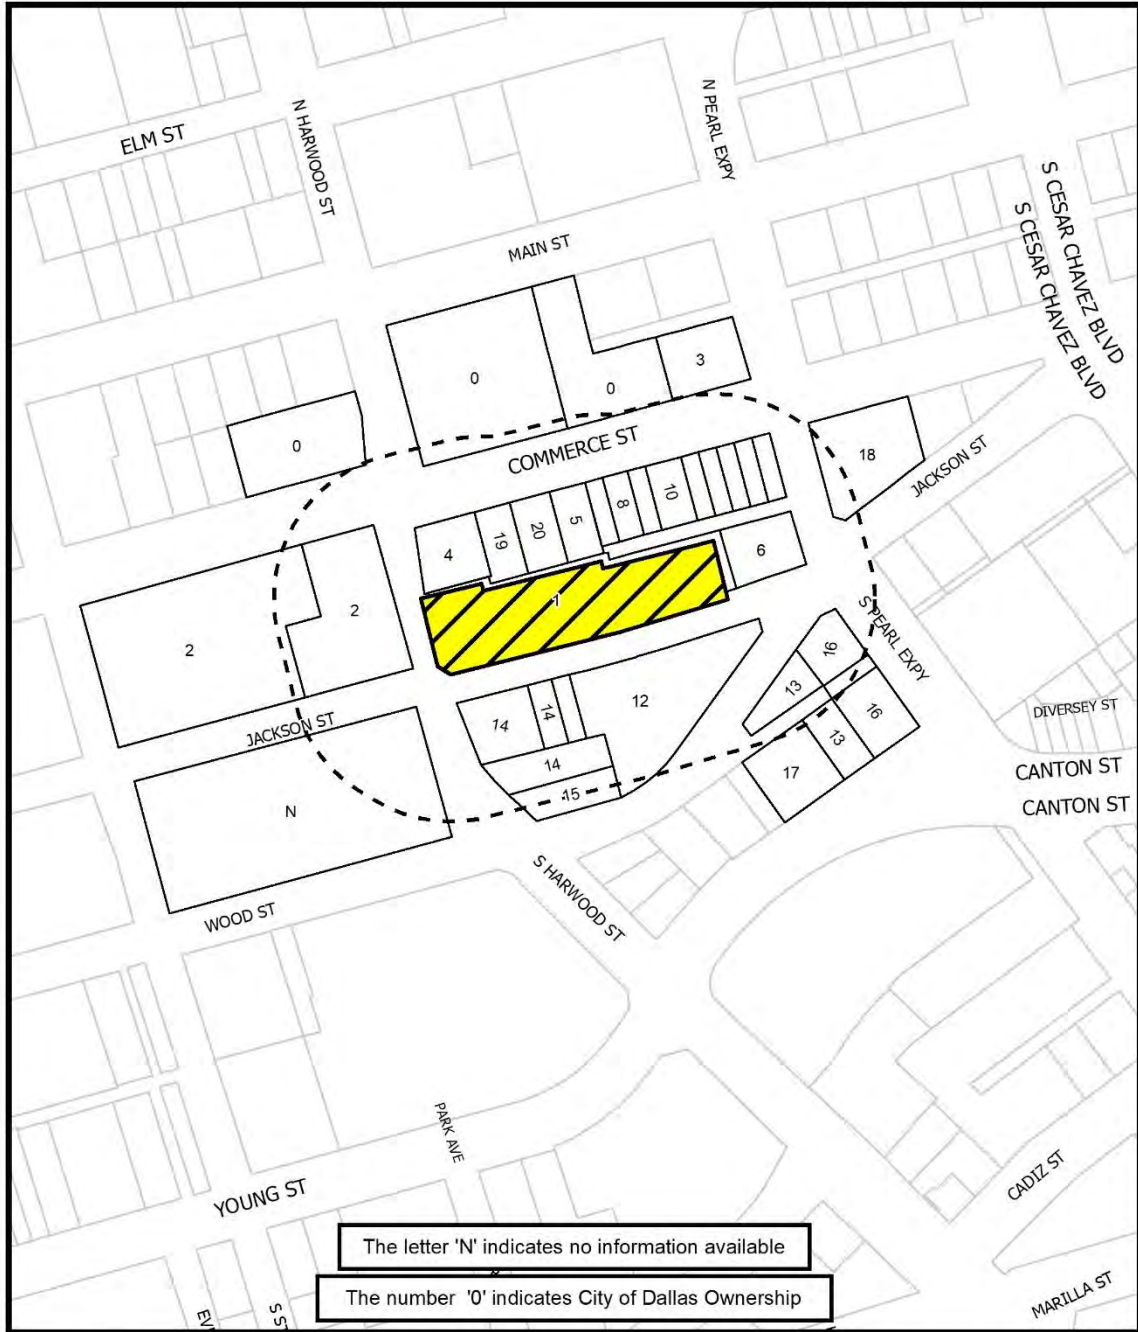 ELM ST
N HARWOOD ST
N PEARL EXPY
S CESAR CHAVEZ BLVD
S CESAR CHAVEZ BLVD
MAIN ST
0
0
3
0
COMMERCE ST
18
JACKSON ST
4
19
20
5
8
10
6
1
2
2
S PEARL EXPY
16
13
16
13
17
12
14
14
14
15
JACKSON ST
N
DIVERSEY ST
CANTON ST
CANTON ST
WOOD ST
S HARWOOD ST
PARK AVE
YOUNG ST
CADIZ ST
MARILLA ST
S ST
The letter 'N' indicates no information available
The number '0' indicates City of Dallas Ownership